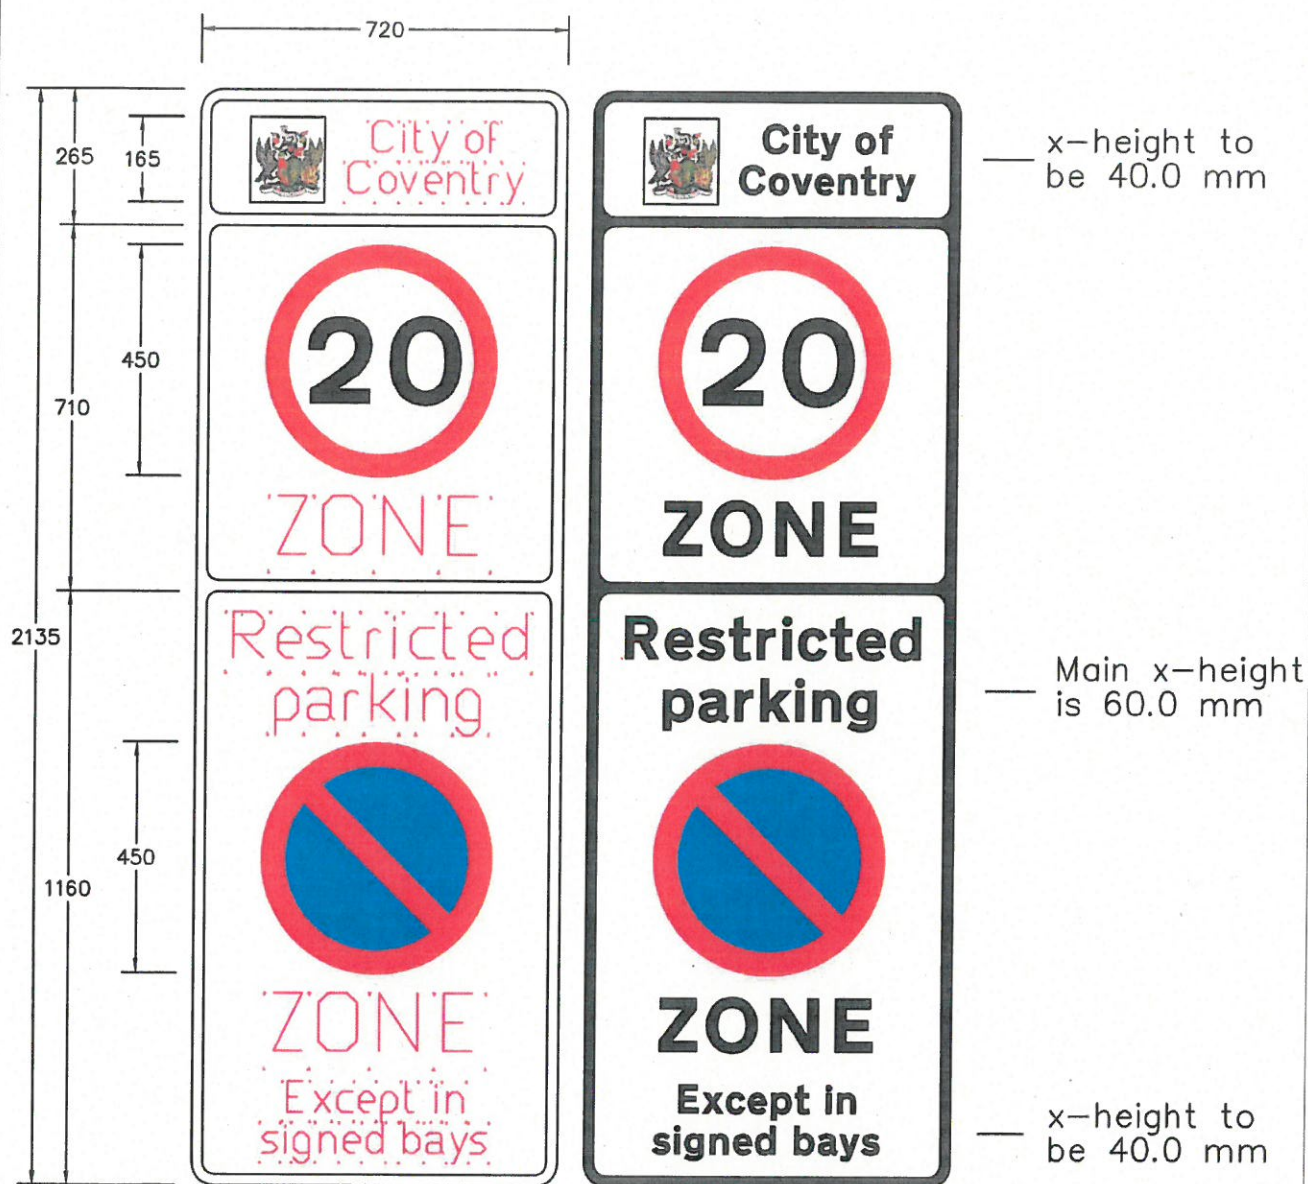 720
265
165
City of
Coventry
City of
Coventry
x-height to
be 40.0 mm
450
710
20
20
ZONE
ZONE
2135
Restricted
parking
Restricted
parking
Main x-height
is 60.0 mm
450
1160
ZONE
ZONE
Except in
signed bays
Except in
signed bays
x-height to
be 40.0 mm